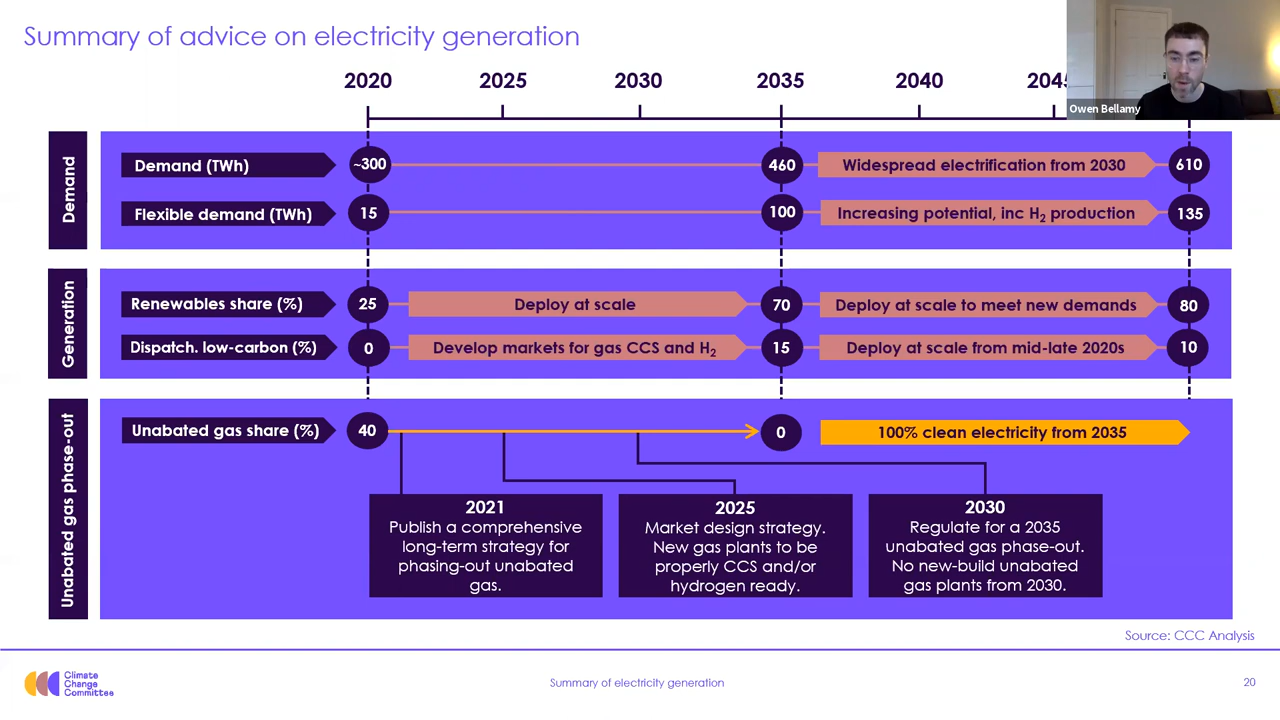 Summary of advice on electricity generation
2020 2025 2030 2035 2040 2045
Owen Bellamy
Demand
Demand (TWh) ~300 460 Widespread electrification from 2030 610
Flexible demand (TWh) 15 100 Increasing potential, inc H₂ production 135
Generation
Renewables share (%) 25 Deploy at scale 70 Deploy at scale to meet new demands 80
Dispatch. low-carbon (%) 0 Develop markets for gas CCS and H₂ 15 Deploy at scale from mid-late 2020s 10
Unabated gas phase-out
Unabated gas share (%) 40 0 100% clean electricity from 2035
2021
Publish a comprehensive
long-term strategy for
phasing-out unabated
gas.
2025
Market design strategy.
New gas plants to be
properly CCS and/or
hydrogen ready.
2030
Regulate for a 2035
unabated gas phase-out.
No new-build unabated
gas plants from 2030.
Source: CCC Analysis
Climate
Change
Committee
Summary of electricity generation
20